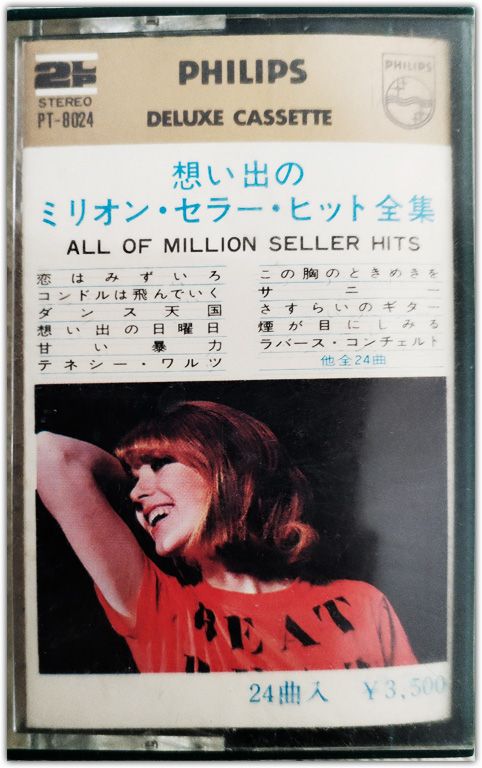 2LP
STEREO
PT-8024
PHILIPS
DELUXE CASSETTE
PHILIPS
想い出の
ミリオン・セラー・ヒット全集
ALL OF MILLION SELLER HITS
恋はみずいろ
コンドルは飛んでいく
ダンス天国
想い出の日曜日
甘い暴力
テネシー・ワルツ
この胸のときめきを
サニー
さすらいのギター
煙が目にしみる
ラバース・コンチェルト
他全24曲
BEAT
24曲入 ¥3,500